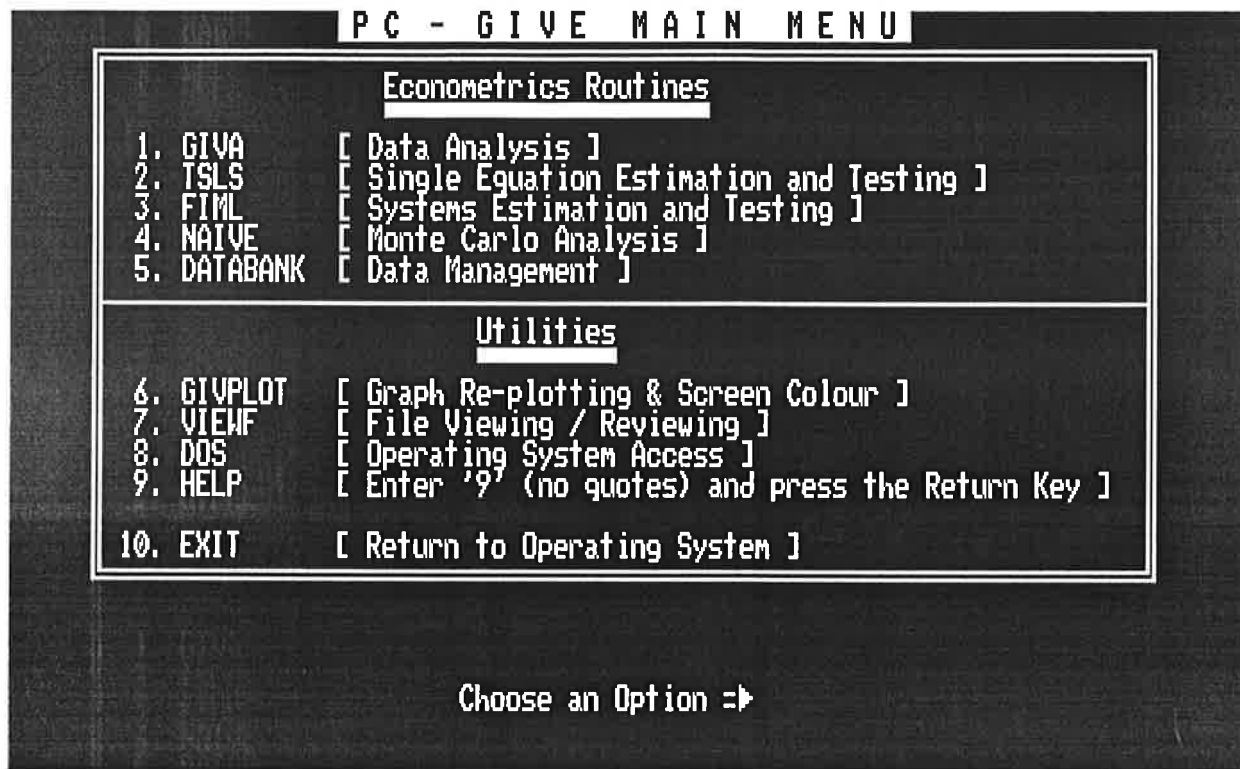 PC - GIVE MAIN MENU
Econometrics Routines
1. GIVA [ Data Analysis ]
2. TSLS [ Single Equation Estimation and Testing ]
3. FIML [ Systems Estimation and Testing ]
4. NAIVE [ Monte Carlo Analysis ]
5. DATABANK [ Data Management ]
Utilities
6. GIVPLOT [ Graph Re-plotting & Screen Colour ]
7. VIEWF [ File Viewing / Reviewing ]
8. DOS [ Operating System Access ]
9. HELP [ Enter '9' (no quotes) and press the Return Key ]
10. EXIT [ Return to Operating System ]
Choose an Option =▶